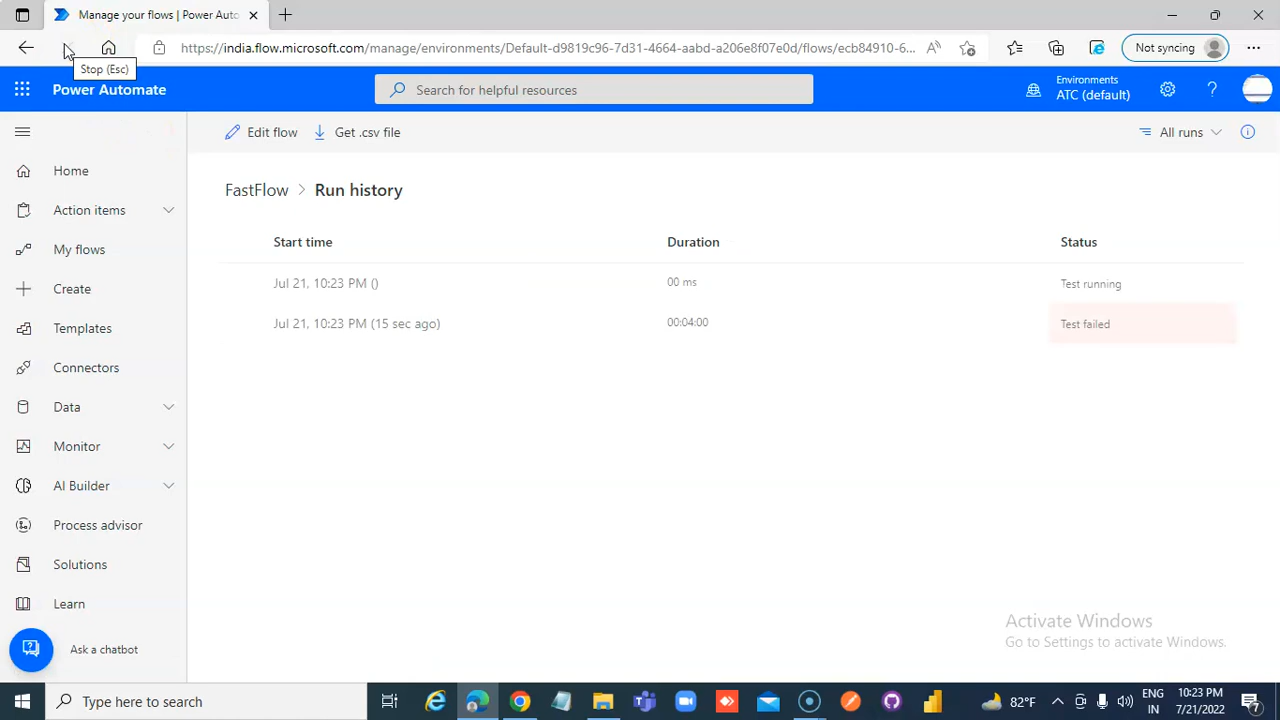 Manage your flows | Power Auto
https://india.flow.microsoft.com/manage/environments/Default-d9819c96-7d31-4664-aabd-a206e8f07e0d/flows/ecb84910-6...
Not syncing
Stop (Esc)
Power Automate
Search for helpful resources
Environments
ATC (default)
Edit flow
Get .csv file
All runs
Home
Action items
My flows
Create
Templates
Connectors
Data
Monitor
AI Builder
Process advisor
Solutions
Learn
Ask a chatbot
FastFlow > Run history
Start time Duration Status
Jul 21, 10:23 PM () 00 ms Test running
Jul 21, 10:23 PM (15 sec ago) 00:04:00 Test failed
Activate Windows
Go to Settings to activate Windows.
Type here to search
82°F
ENG
IN
10:23 PM
7/21/2022
7